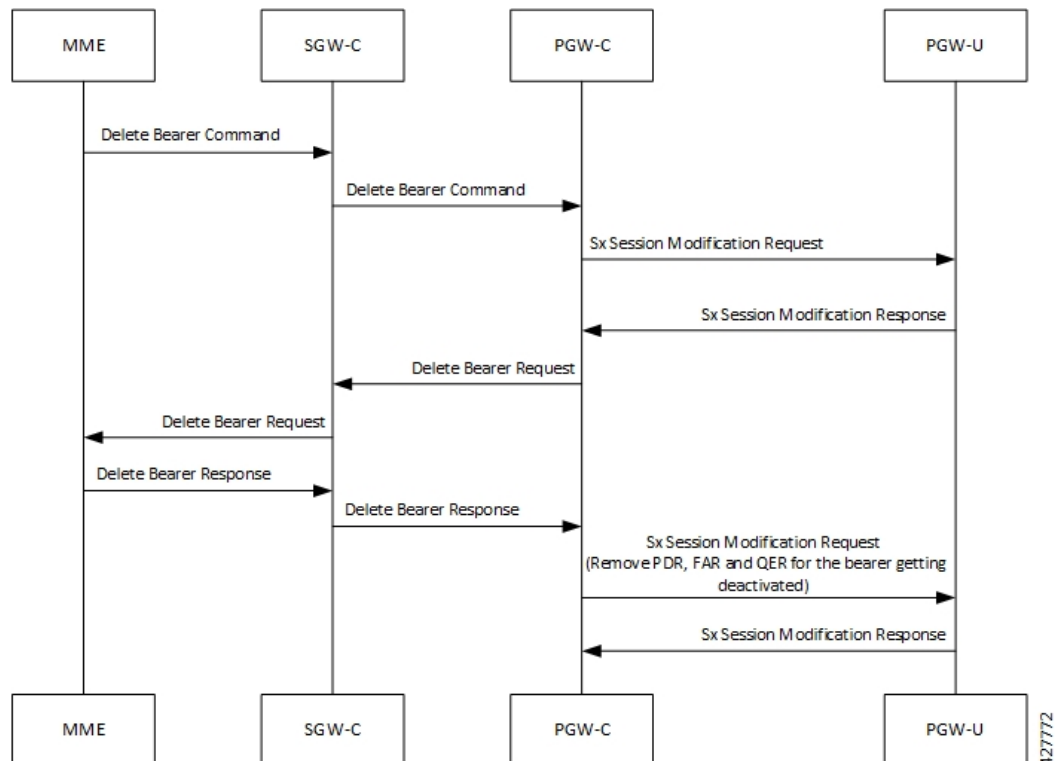 MME
SGW-C
PGW-C
PGW-U
Delete Bearer Command
Delete Bearer Command
Sx Session Modification Request
Sx Session Modification Response
Delete Bearer Request
Delete Bearer Request
Delete Bearer Response
Delete Bearer Response
Sx Session Modification Request
(Remove PDR, FAR and QER for the bearer getting
deactivated)
Sx Session Modification Response
MME
SGW-C
PGW-C
PGW-U
427772